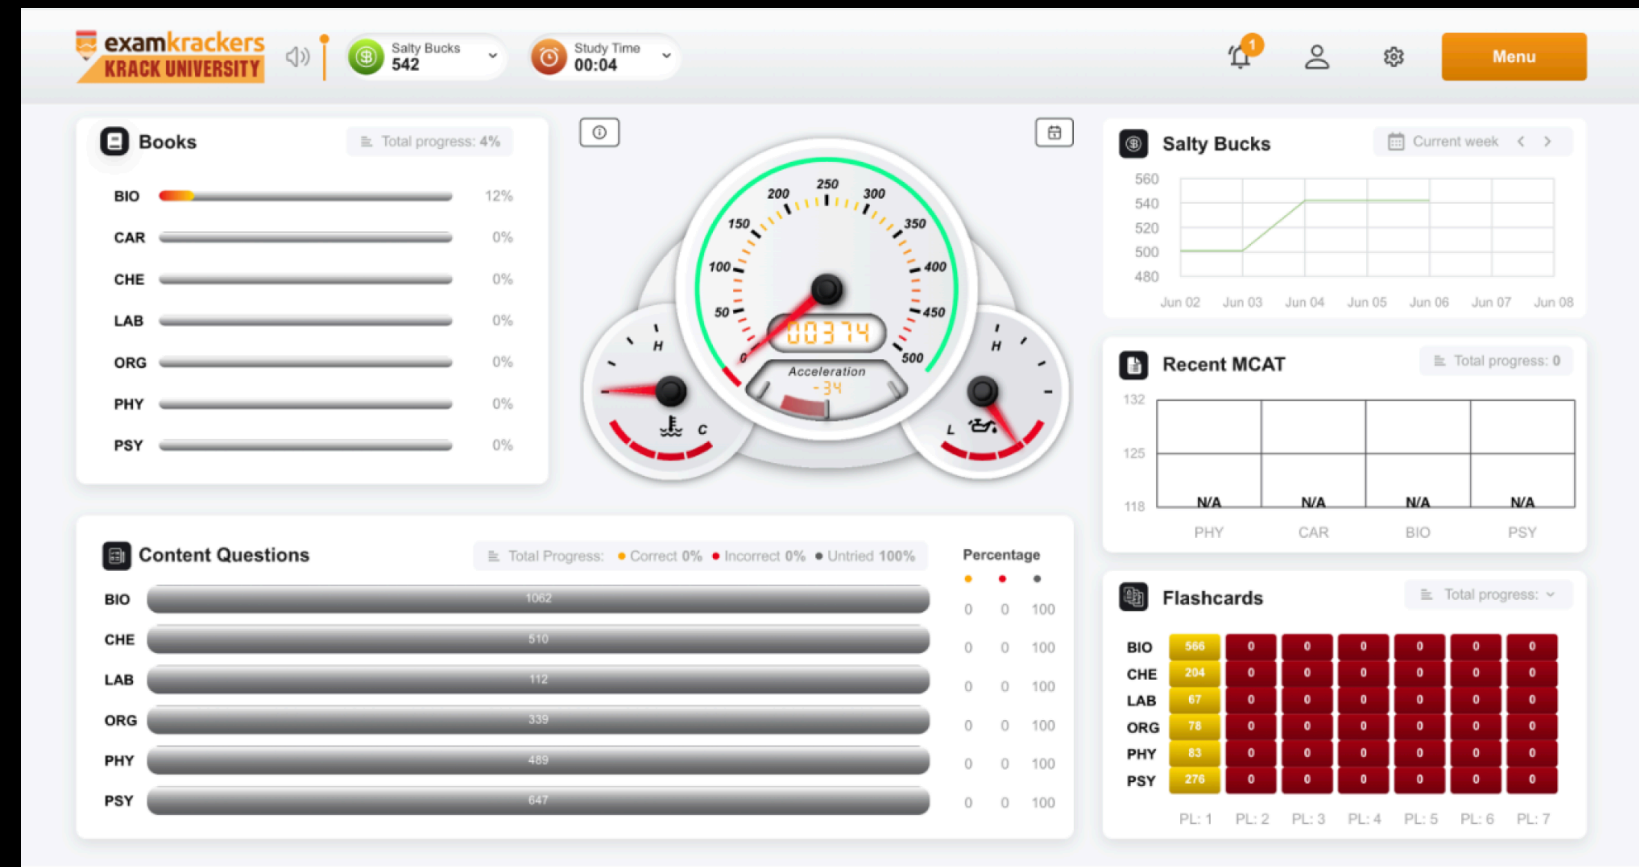 examkrackers
KRACK UNIVERSITY
Salty Bucks
542
Study Time
00:04
1
Menu
Books
Total progress: 4%
BIO 12%
CAR 0%
CHE 0%
LAB 0%
ORG 0%
PHY 0%
PSY 0%
0 50 100 150 200 250 300 350 400 450 500
00374
Acceleration
-34
H
C
H
L
Salty Bucks
Current week
560
540
520
500
480
Jun 02 Jun 03 Jun 04 Jun 05 Jun 06 Jun 07 Jun 08
Recent MCAT
Total progress: 0
132
125
118
N/A N/A N/A N/A
PHY CAR BIO PSY
Content Questions
Total Progress: Correct 0% Incorrect 0% Untried 100%
Percentage
BIO 1062 0 0 100
CHE 510 0 0 100
LAB 112 0 0 100
ORG 339 0 0 100
PHY 489 0 0 100
PSY 647 0 0 100
Flashcards
Total progress:
BIO 566 0 0 0 0 0 0
CHE 204 0 0 0 0 0 0
LAB 67 0 0 0 0 0 0
ORG 78 0 0 0 0 0 0
PHY 83 0 0 0 0 0 0
PSY 276 0 0 0 0 0 0
PL: 1 PL: 2 PL: 3 PL: 4 PL: 5 PL: 6 PL: 7